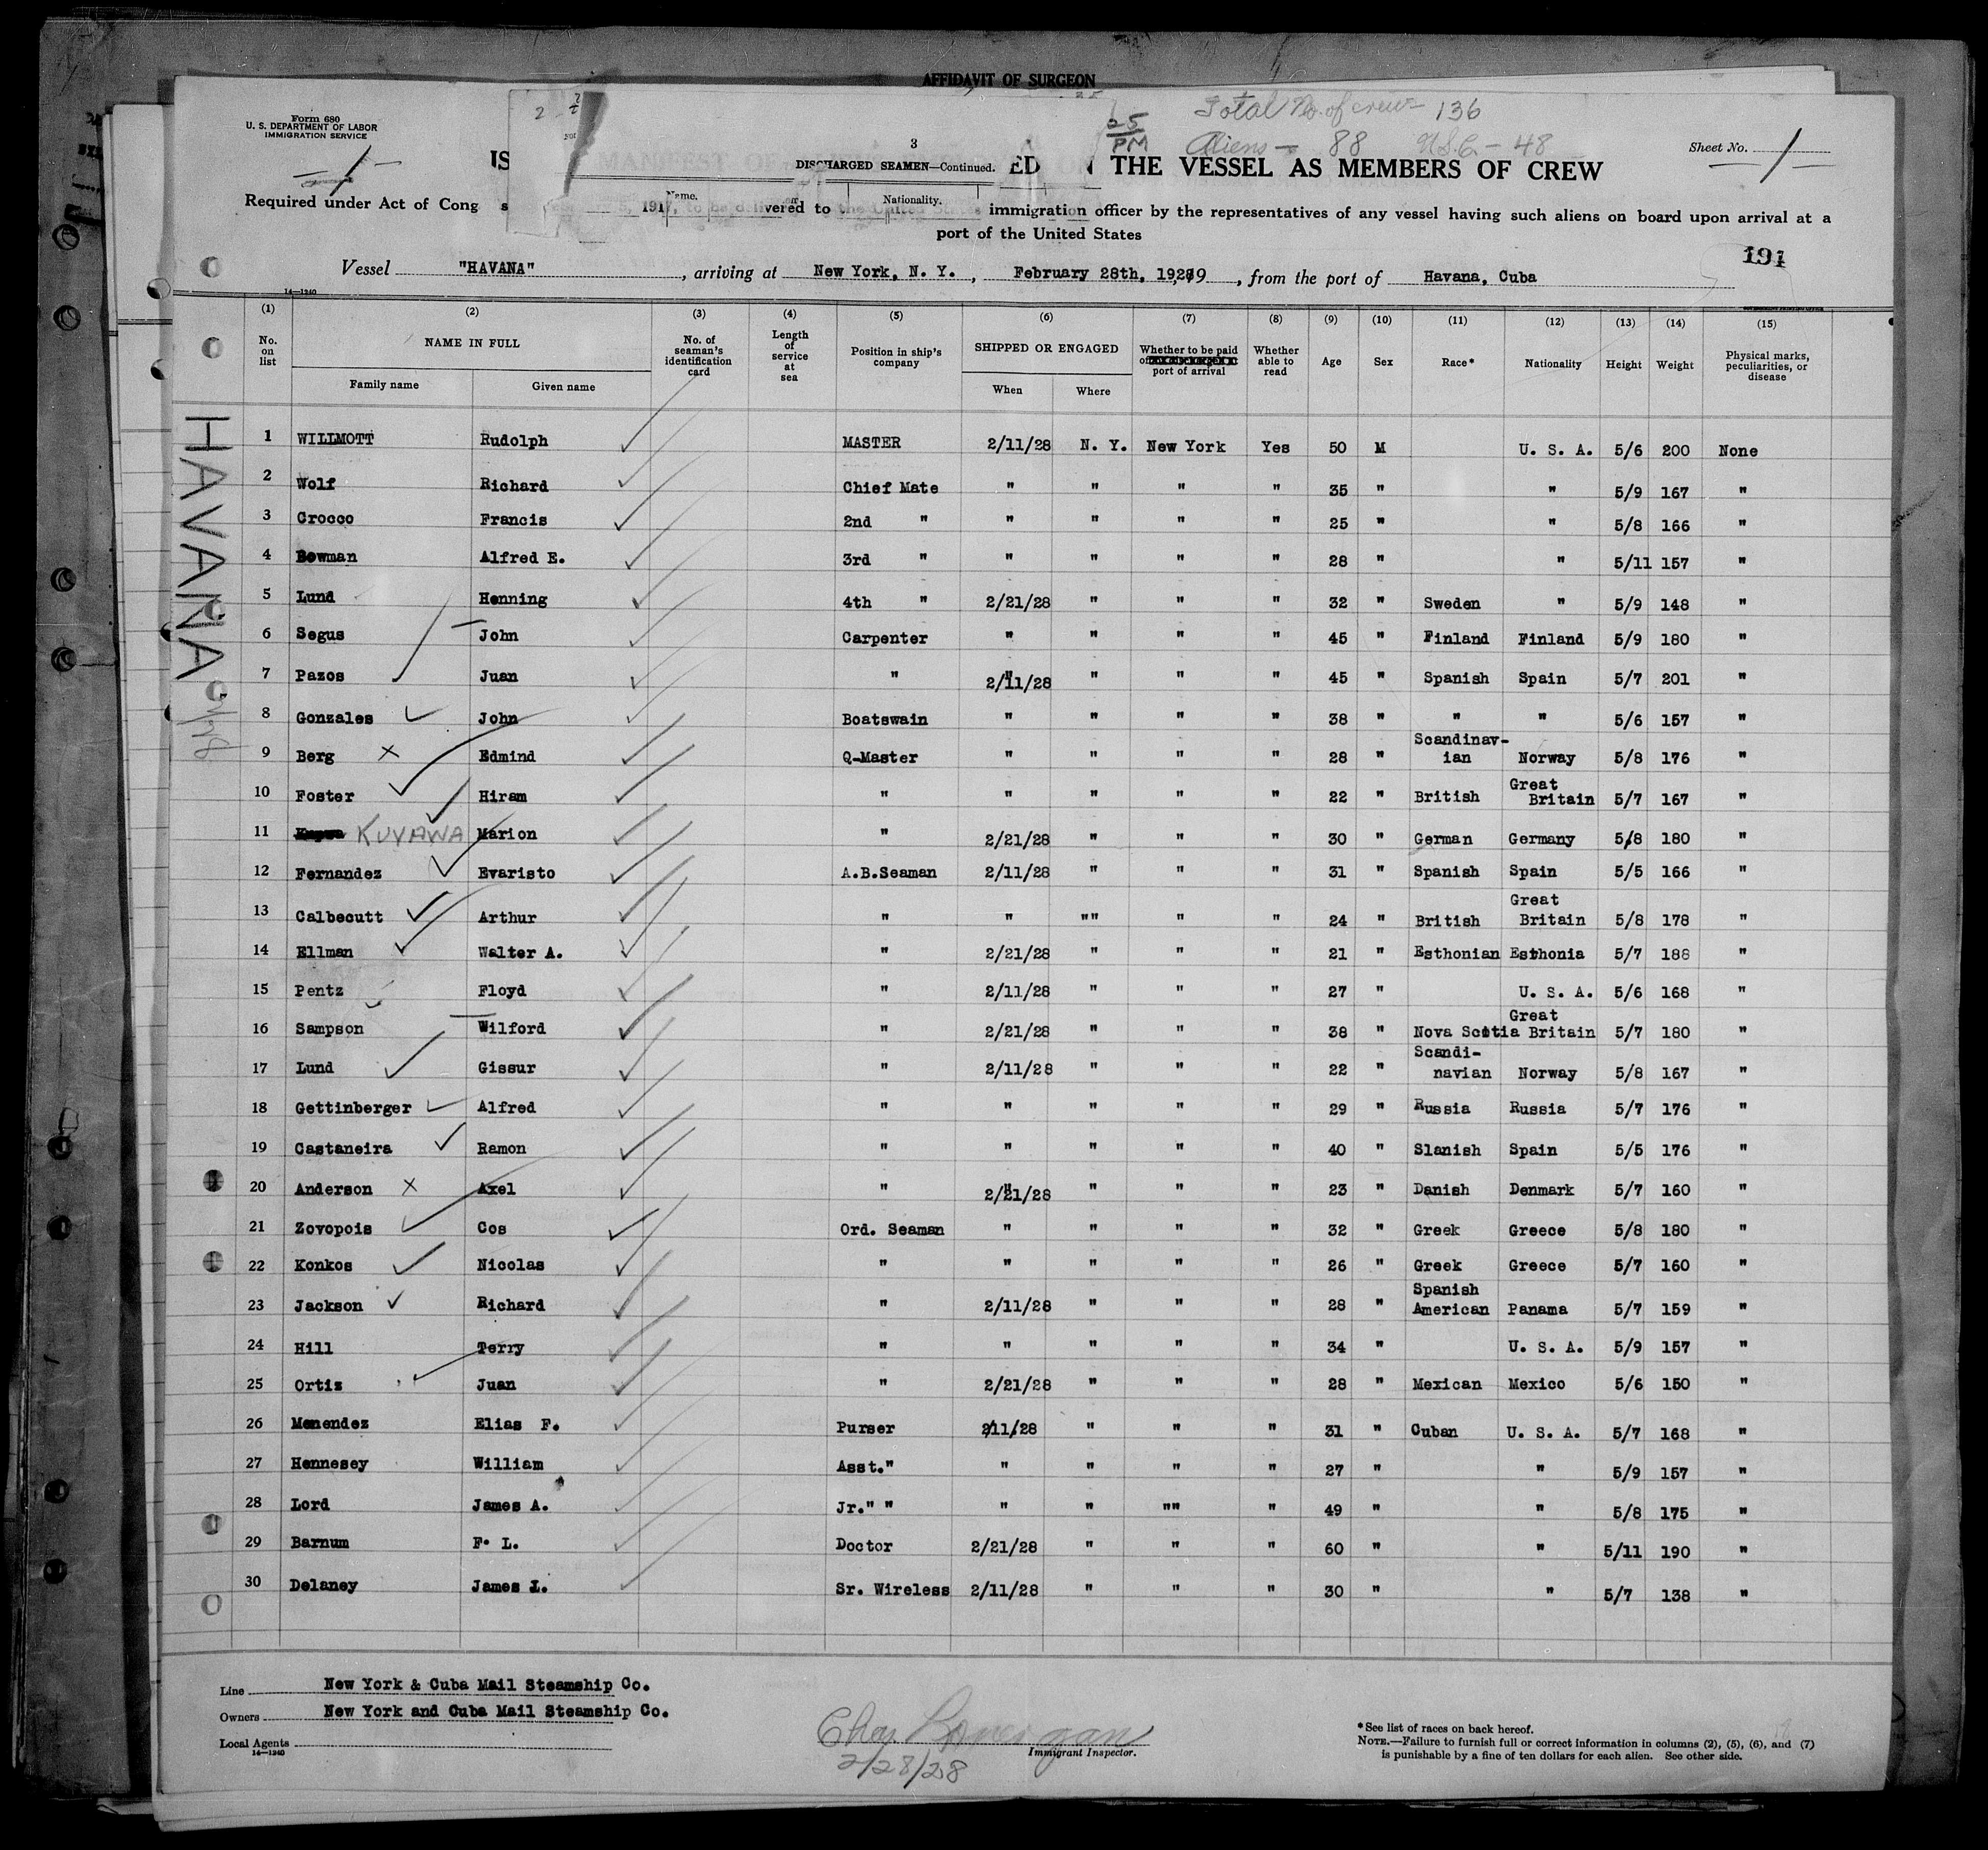 AFFIDAVIT OF SURGEON
Form 680
U. S. DEPARTMENT OF LABOR
IMMIGRATION SERVICE
Total No. of crew - 136
25 PM Aliens - 88 U.S.C. - 48
Sheet No. 1
3
DISCHARGED SEAMEN—Continued.
Name. Nationality.
THE VESSEL AS MEMBERS OF CREW
Required under Act of Cong 1917, to be delivered to the United States immigration officer by the representatives of any vessel having such aliens on board upon arrival at a
port of the United States
191
Vessel "HAVANA", arriving at New York, N. Y., February 28th, 1928, from the port of Havana, Cuba
14—1240
(1) (2) (3) (4) (5) (6) (7) (8) (9) (10) (11) (12) (13) (14) (15)
No. on list
NAME IN FULL
Family name Given name
No. of seaman's identification card
Length of service at sea
Position in ship's company
SHIPPED OR ENGAGED
When Where
Whether to be paid off port of arrival
Whether able to read
Age Sex Race* Nationality Height Weight
Physical marks, peculiarities, or disease
HAVANA
1 WILLMOTT Rudolph MASTER 2/11/28 N. Y. New York Yes 50 M U. S. A. 5/6 200 None
2 Wolf Richard Chief Mate " " " " 35 " " 5/9 167 "
3 Crocco Francis 2nd " " " " " 25 " " 5/8 166 "
4 Bowman Alfred E. 3rd " " " " " 28 " " 5/11 157 "
5 Lund Henning 4th " 2/21/28 " " " 32 " Sweden " 5/9 148 "
6 Segus John Carpenter " " " " 45 " Finland Finland 5/9 180 "
7 Pazos Juan " 2/11/28 " " " 45 " Spanish Spain 5/7 201 "
8 Gonzales John Boatswain " " " " 38 " " " 5/6 157 "
9 Berg Edmind Q-Master " " " " 28 " Scandinav-ian Norway 5/8 176 "
10 Foster Hiram " " " " " 22 " British Great Britain 5/7 167 "
11 KUVAWA Marion " 2/21/28 " " " 30 " German Germany 5/8 180 "
12 Fernandez Evaristo A.B.Seaman 2/11/28 " " " 31 " Spanish Spain 5/5 166 "
13 Calbecutt Arthur " " "" " " 24 " British Great Britain 5/8 178 "
14 Ellman Walter A. " 2/21/28 " " " 21 " Esthonian Esthonia 5/7 188 "
15 Pentz Floyd " 2/11/28 " " " 27 " U. S. A. 5/6 168 "
16 Sampson Wilford " 2/21/28 " " " 38 " Nova Scotia Great Britain 5/7 180 "
17 Lund Gissur " 2/11/28 " " " 22 " Scandi-navian Norway 5/8 167 "
18 Gettinberger Alfred " " " " " 29 " Russia Russia 5/7 176 "
19 Castaneira Ramon " " " " " 40 " Slanish Spain 5/5 176 "
20 Anderson Axel " 2/21/28 " " " 23 " Danish Denmark 5/7 160 "
21 Zovopois Cos Ord. Seaman " " " " 32 " Greek Greece 5/8 180 "
22 Konkos Nicolas " " " " " 26 " Greek Greece 5/7 160 "
23 Jackson Richard " 2/11/28 " " " 28 " Spanish American Panama 5/7 159 "
24 Hill Terry " " " " " 34 " U. S. A. 5/9 157 "
25 Ortiz Juan " 2/21/28 " " " 28 " Mexican Mexico 5/6 150 "
26 Menendez Elias F. Purser 2/11/28 " " " 31 " Cuban U. S. A. 5/7 168 "
27 Hennesey William Asst." " " " " 27 " " 5/9 157 "
28 Lord James A. Jr." " " " "" " 49 " " 5/8 175 "
29 Barnum F. L. Doctor 2/21/28 " " " 60 " " 5/11 190 "
30 Delaney James L. Sr. Wireless 2/11/28 " " " 30 " " 5/7 138 "
Line New York & Cuba Mail Steamship Co.
Owners New York and Cuba Mail Steamship Co.
Local Agents
14—1240
Chas.
Immigrant Inspector.
2/28/28
*See list of races on back hereof.
NOTE.—Failure to furnish full or correct information in columns (2), (5), (6), and (7)
is punishable by a fine of ten dollars for each alien. See other side.